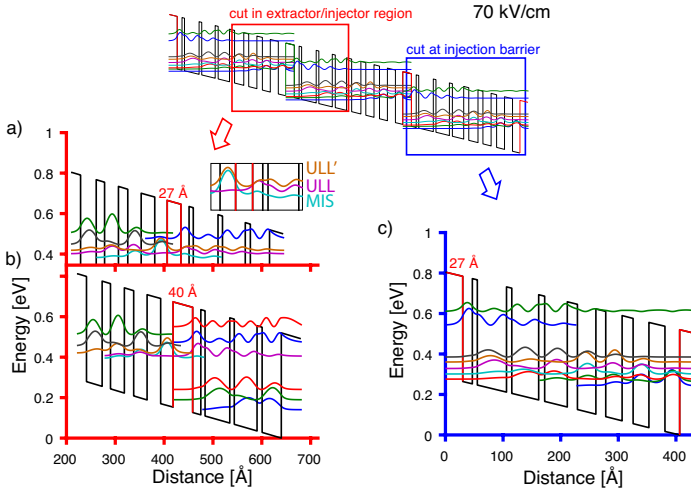 70 kV/cm
cut in extractor/injector region
cut at injection barrier
a)
1
0.8
0.6
0.4
27 Å
ULL'
ULL
MIS
b)
Energy [eV]
0.8
0.6
0.4
0.2
0
40 Å
200 300 400 500 600 700
Distance [Å]
c)
Energy [eV]
1
0.8
0.6
0.4
0.2
0
27 Å
0 100 200 300 400
Distance [Å]